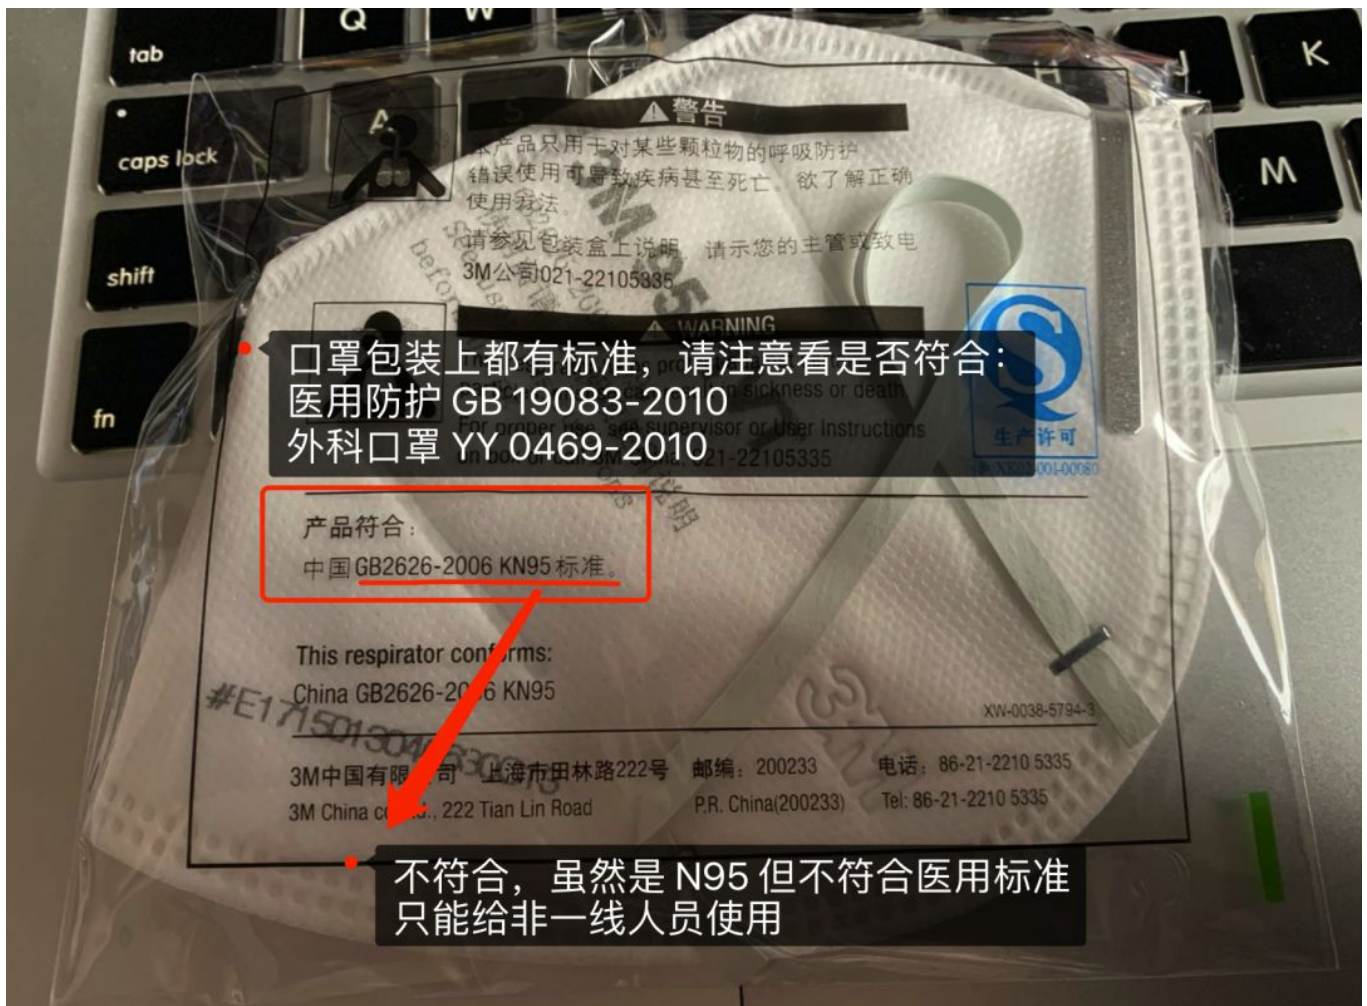 tab
Q
W
H
J
K
caps lock
A
S
M
shift
fn
警告
本产品只用于对某些颗粒物的呼吸防护
错误使用可导致疾病甚至死亡。欲了解正确
使用方法
请参见包装盒上说明 请示您的主管或致电
3M公司021-22105335
WARNING
口罩包装上都有标准，请注意看是否符合：
医用防护 GB 19083-2010
外科口罩 YY 0469-2010
in sickness or death
For proper use, see supervisor or User Instructions
on box or call 3M China. 021-22105335
生产许可
产品符合：
中国GB2626-2006 KN95标准。
This respirator conforms:
China GB2626-2006 KN95
XW-0038-5794-3
3M
3M中国有限公司 上海市田林路222号 邮编：200233 电话：86-21-2210 5335
3M China co., 222 Tian Lin Road P.R. China(200233) Tel: 86-21-2210 5335
不符合，虽然是 N95 但不符合医用标准
只能给非一线人员使用